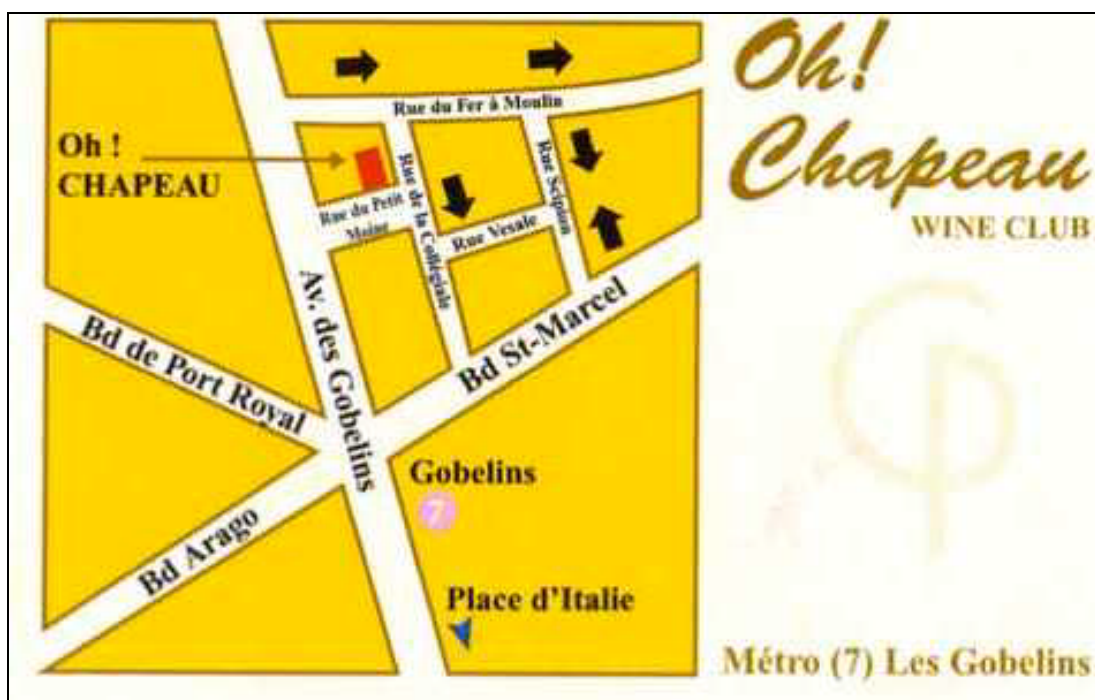 Oh!
Chapeau
WINE CLUB
Rue du Fer à Moulin
Oh !
CHAPEAU
Rue de la Collégiale
Rue Scipion
Rue du Petit
Moine
Rue Vesale
Av. des Gobelins
Bd St-Marcel
Bd de Port Royal
Gobelins
7
Bd Arago
Place d'Italie
Métro (7) Les Gobelins